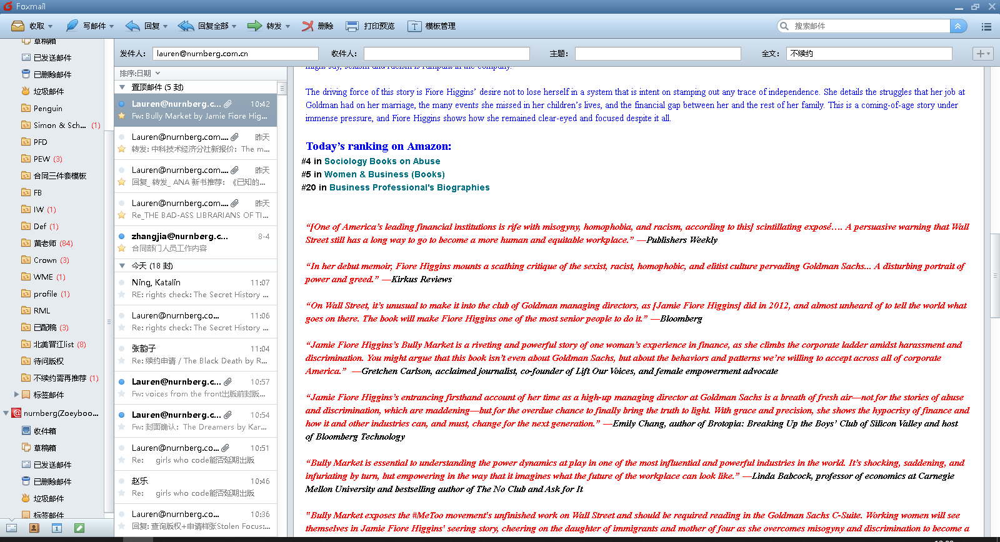 Foxmail
收取
写邮件
回复
回复全部
转发
删除
打印预览
模板管理
搜索邮件
发件人:
lauren@nurnberg.com.cn
收件人:
主题:
全文:
不续约
草稿箱
已发送邮件
已删除邮件
垃圾邮件
Penguin
Simon & Sch... (1)
PFD
PEW (3)
合同三件套模板
FB
IW (1)
Def (1)
黄老师 (84)
Crown (3)
WME (1)
profile (1)
RML
已配稿 (3)
北美晋江list (8)
待问版权
不续约需再推荐 (1)
标签邮件
nurnberg(Zoeyboo...
收件箱
草稿箱
已发送邮件
已删除邮件
垃圾邮件
标签邮件
排序:日期
置顶邮件 (5 封)
Lauren@nurnberg.c... 10:42
Fw: Bully Market by Jamie Fiore Hig...
Lauren@nurnberg.com.... 昨天
转发: 中科技术经济分社新报价: The m...
Lauren@nurnberg.com.... 昨天
回复_ 转发_ ANA 新书推荐: 《已知的...
Lauren@nurnberg.com.... 昨天
Re_THE BAD-ASS LIBRARIANS OF TI...
zhangjia@nurnberg.c... 8-4
合同部门人员工作内容
今天 (18 封)
Ning, Katalin 11:07
RE: rights check: The Secret History ...
Lauren@nurnberg.co... 11:06
Re: rights check: The Secret History ...
张韵子 11:04
Re: 续约申请 / The Black Death by R...
Lauren@nurnberg.c... 10:57
Fw: voices from the front出版前封版...
Lauren@nurnberg.c... 10:54
Fw: 封面确认: The Dreamers by Kar...
Lauren@nurnberg.co... 10:51
Re: girls who code能否延期出版
赵乐 10:46
Re: girls who code能否延期出版
Lauren@nurnberg.co... 10:36
回复: 查询版权+申请样张Stolen Focus:...
might say, sexism and racism is rampant in the company.
The driving force of this story is Fiore Higgins’ desire not to lose herself in a system that is intent on stamping out any trace of independence. She details the struggles that her job at
Goldman had on her marriage, the many events she missed in her children’s lives, and the financial gap between her and the rest of her family. This is a coming-of-age story under
immense pressure, and Fiore Higgins shows how she remained clear-eyed and focused despite it all.
Today’s ranking on Amazon:
#4 in Sociology Books on Abuse
#5 in Women & Business (Books)
#20 in Business Professional's Biographies
“[One of America’s leading financial institutions is rife with misogyny, homophobia, and racism, according to this] scintillating exposé…. A persuasive warning that Wall
Street still has a long way to go to become a more human and equitable workplace.” —Publishers Weekly
“In her debut memoir, Fiore Higgins mounts a scathing critique of the sexist, racist, homophobic, and elitist culture pervading Goldman Sachs... A disturbing portrait of
power and greed.” —Kirkus Reviews
“On Wall Street, it’s unusual to make it into the club of Goldman managing directors, as [Jamie Fiore Higgins] did in 2012, and almost unheard of to tell the world what
goes on there. The book will make Fiore Higgins one of the most senior people to do it.” —Bloomberg
“Jamie Fiore Higgins’s Bully Market is a riveting and powerful story of one woman’s experience in finance, as she climbs the corporate ladder amidst harassment and
discrimination. You might argue that this book isn’t even about Goldman Sachs, but about the behaviors and patterns we’re willing to accept across all of corporate
America.” —Gretchen Carlson, acclaimed journalist, co-founder of Lift Our Voices, and female empowerment advocate
“Jamie Fiore Higgins’s entrancing firsthand account of her time as a high-up managing director at Goldman Sachs is a breath of fresh air—not for the stories of abuse
and discrimination, which are maddening—but for the overdue chance to finally bring the truth to light. With grace and precision, she shows the hypocrisy of finance and
how it and other industries can, and must, change for the next generation.” —Emily Chang, author of Brotopia: Breaking Up the Boys’ Club of Silicon Valley and host
of Bloomberg Technology
“Bully Market is essential to understanding the power dynamics at play in one of the most influential and powerful industries in the world. It’s shocking, saddening, and
infuriating by turn, but empowering in the way that it imagines what the future of the workplace can look like.” —Linda Babcock, professor of economics at Carnegie
Mellon University and bestselling author of The No Club and Ask for It
"Bully Market exposes the #MeToo movement's unfinished work on Wall Street and should be required reading in the Goldman Sachs C-Suite. Working women will see
themselves in Jamie Fiore Higgins' seering story, cheering on the daughter of immigrants and mother of four as she overcomes misogyny and discrimination to become a